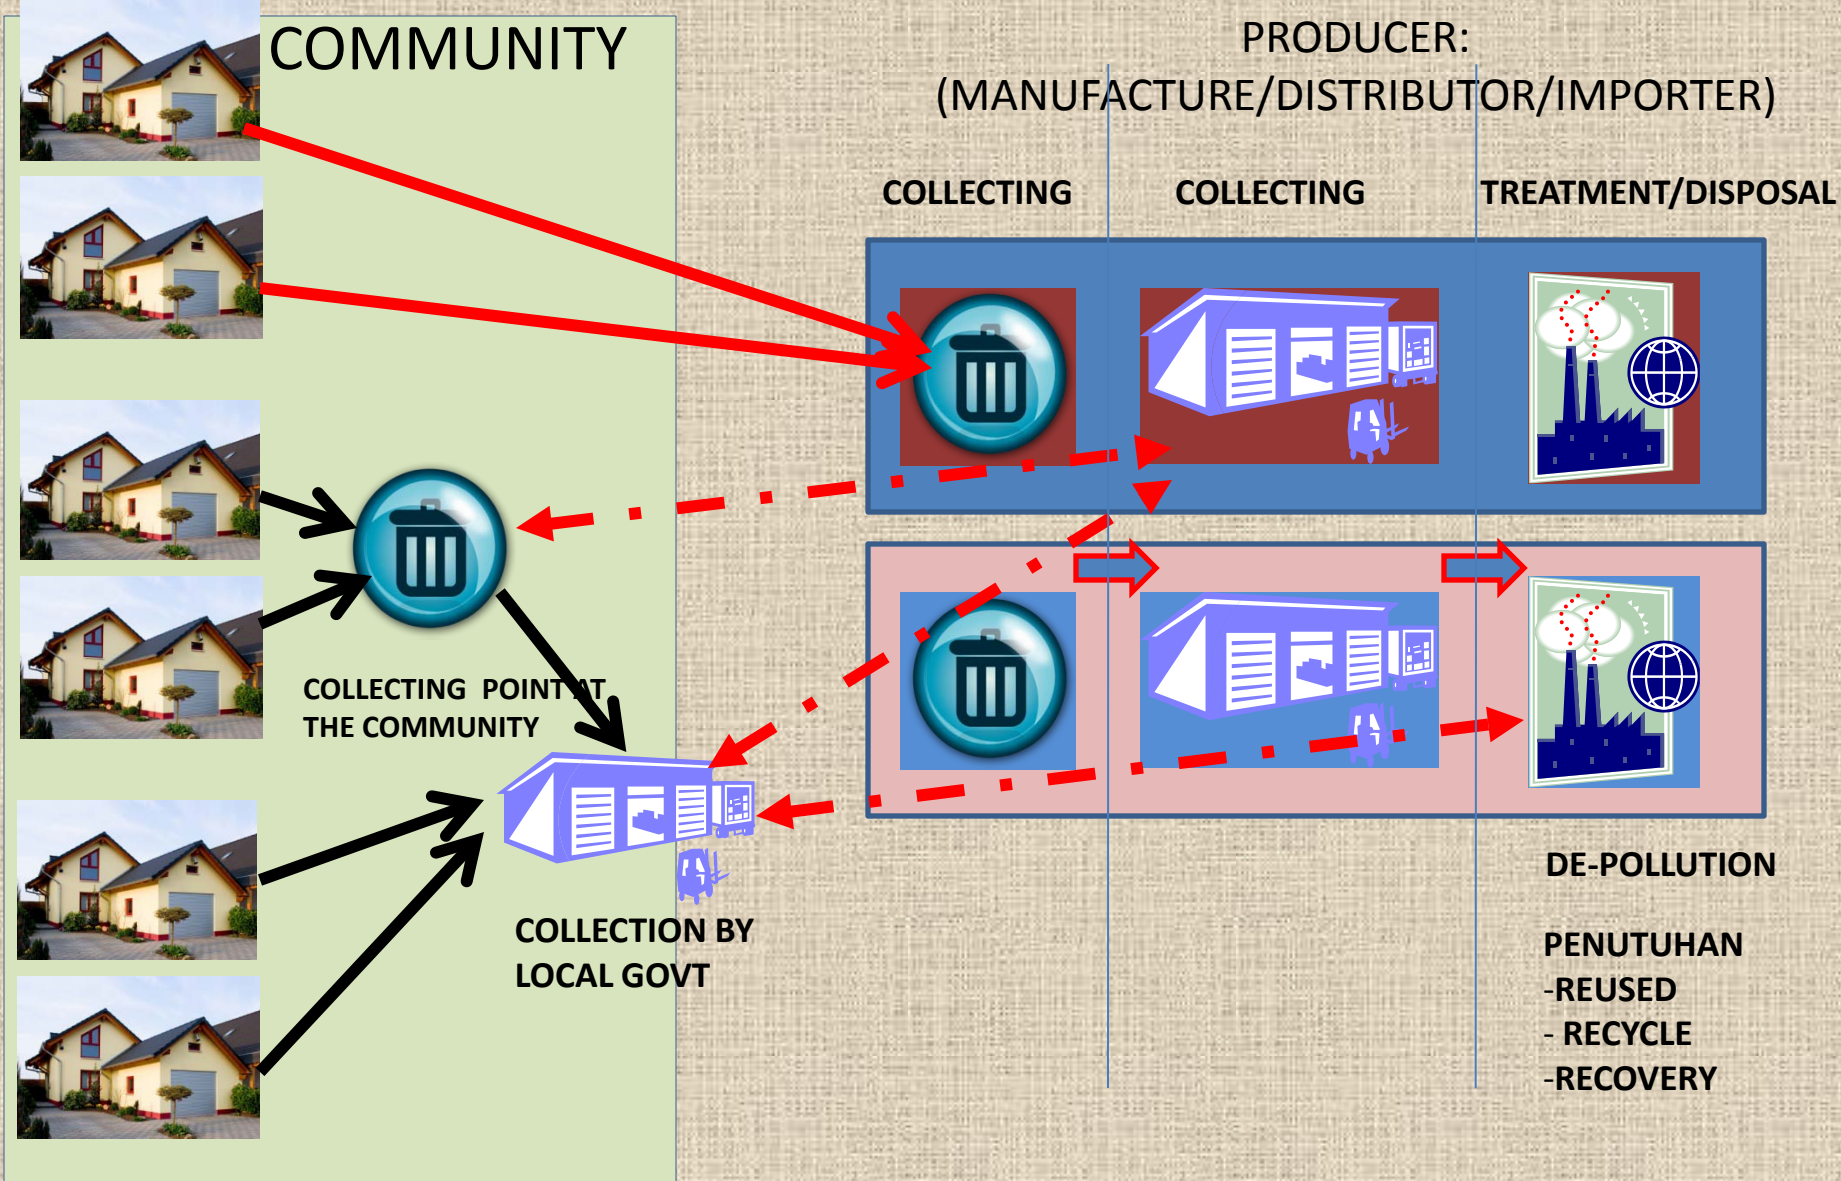 COMMUNITY
PRODUCER:
(MANUFACTURE/DISTRIBUTOR/IMPORTER)
COLLECTING
COLLECTING
TREATMENT/DISPOSAL
COLLECTING POINT AT
THE COMMUNITY
COLLECTION BY
LOCAL GOVT
DE-POLLUTION
PENUTUHAN
-REUSED
- RECYCLE
-RECOVERY